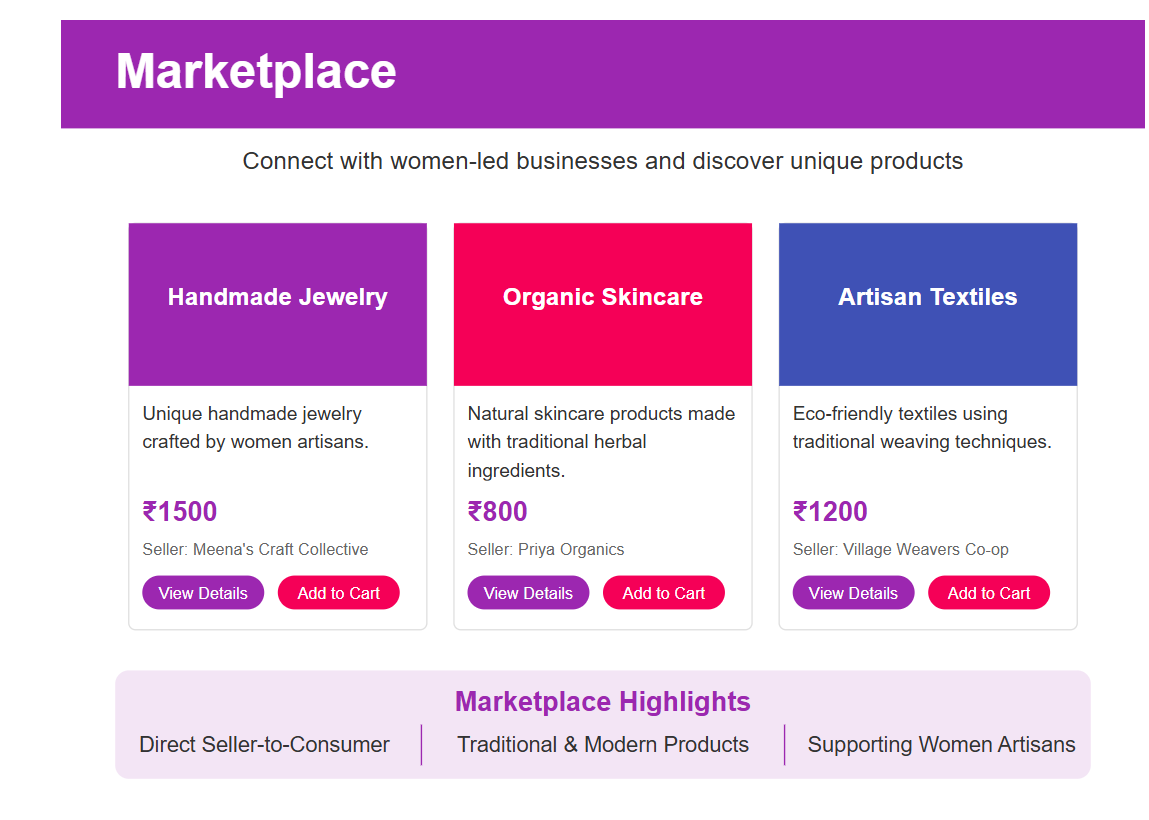 Marketplace
Connect with women-led businesses and discover unique products
Handmade Jewelry
Unique handmade jewelry
crafted by women artisans.
₹1500
Seller: Meena's Craft Collective
View Details
Add to Cart
Organic Skincare
Natural skincare products made
with traditional herbal
ingredients.
₹800
Seller: Priya Organics
View Details
Add to Cart
Artisan Textiles
Eco-friendly textiles using
traditional weaving techniques.
₹1200
Seller: Village Weavers Co-op
View Details
Add to Cart
Marketplace Highlights
Direct Seller-to-Consumer
Traditional & Modern Products
Supporting Women Artisans